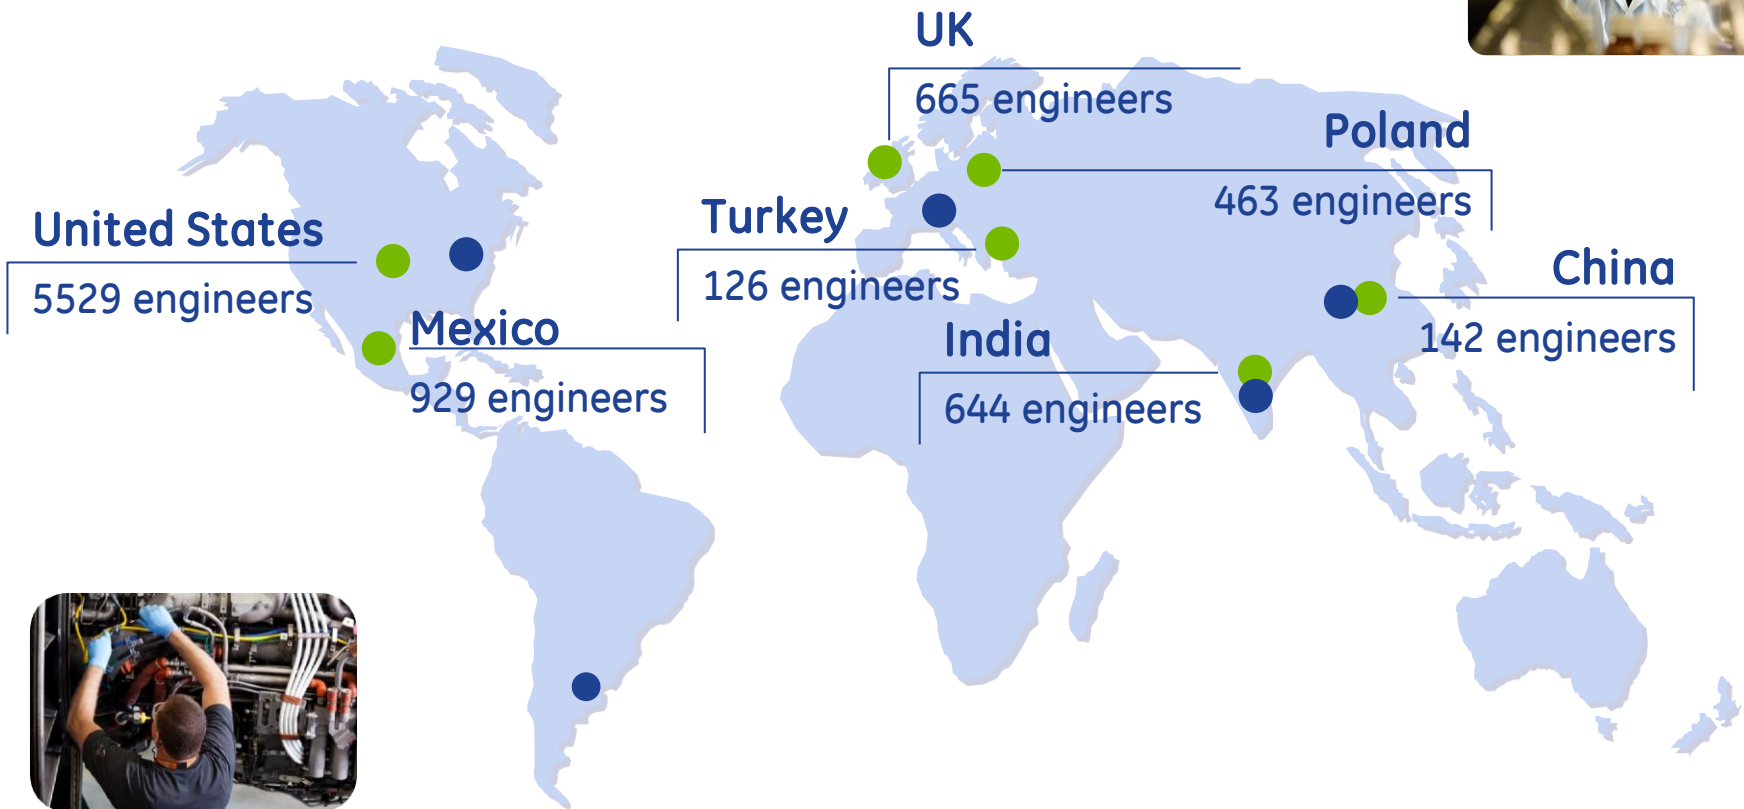 UK
665 engineers
Poland
463 engineers
United States
5529 engineers
Turkey
126 engineers
China
142 engineers
Mexico
929 engineers
India
644 engineers